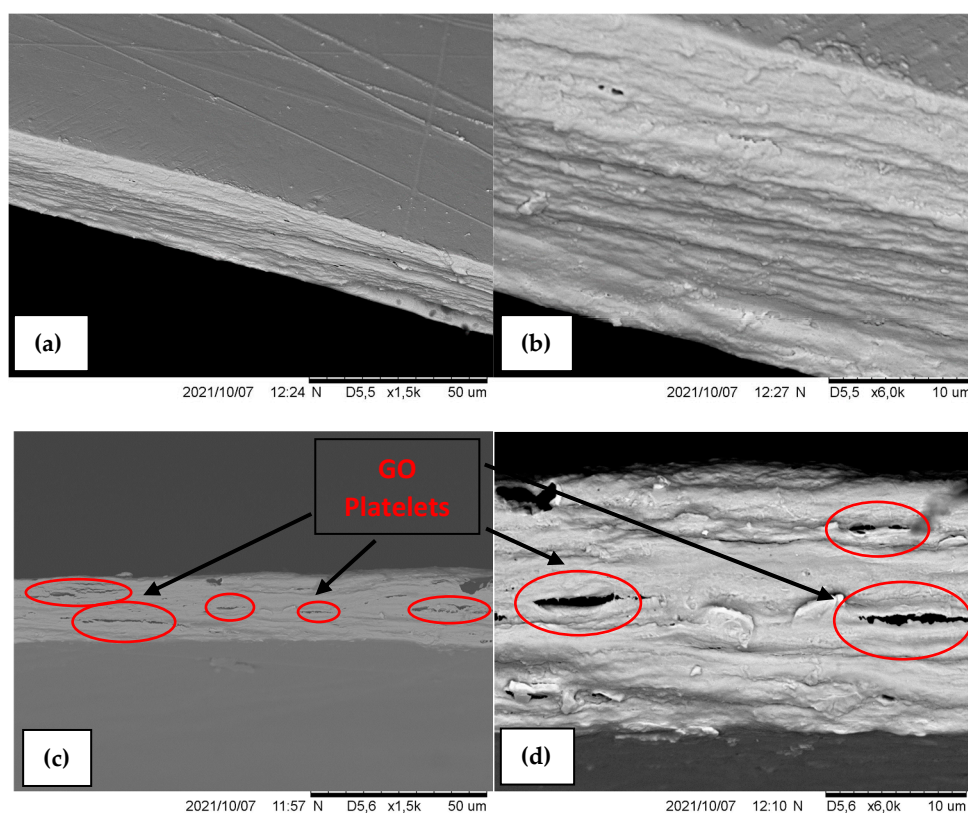 (a)
2021/10/07 12:24 N D5,5 x1,5k 50 um
(b)
2021/10/07 12:27 N D5,5 x6,0k 10 um
GO
Platelets
(c)
2021/10/07 11:57 N D5,6 x1,5k 50 um
(d)
2021/10/07 12:10 N D5,6 x6,0k 10 um